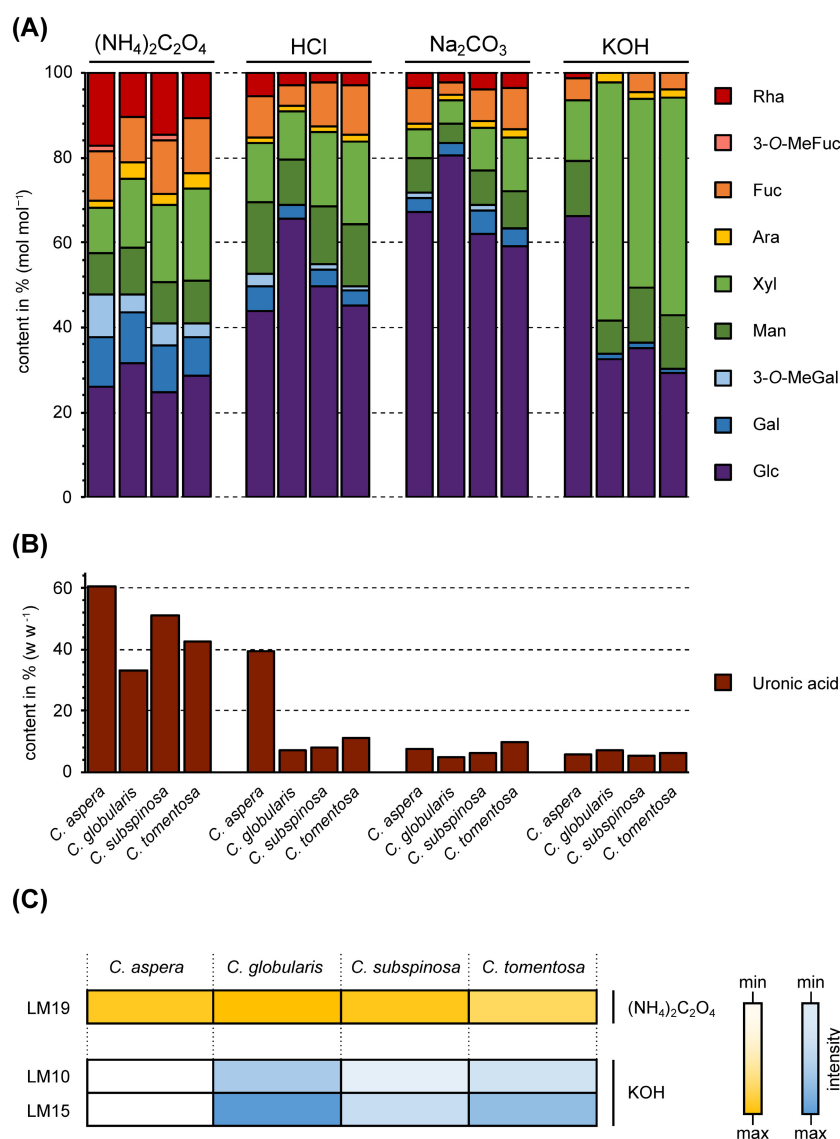 (A)
(NH₄)₂C₂O₄ HCl Na₂CO₃ KOH
content in % (mol mol⁻¹)
100
80
60
40
20
0
Rha
3-O-MeFuc
Fuc
Ara
Xyl
Man
3-O-MeGal
Gal
Glc
(B)
content in % (w w⁻¹)
60
40
20
0
Uronic acid
C. aspera C. globularis C. subspinosa C. tomentosa C. aspera C. globularis C. subspinosa C. tomentosa C. aspera C. globularis C. subspinosa C. tomentosa C. aspera C. globularis C. subspinosa C. tomentosa
(C)
C. aspera C. globularis C. subspinosa C. tomentosa
LM19 (NH₄)₂C₂O₄
LM10
LM15
KOH
min min
intensity
max max